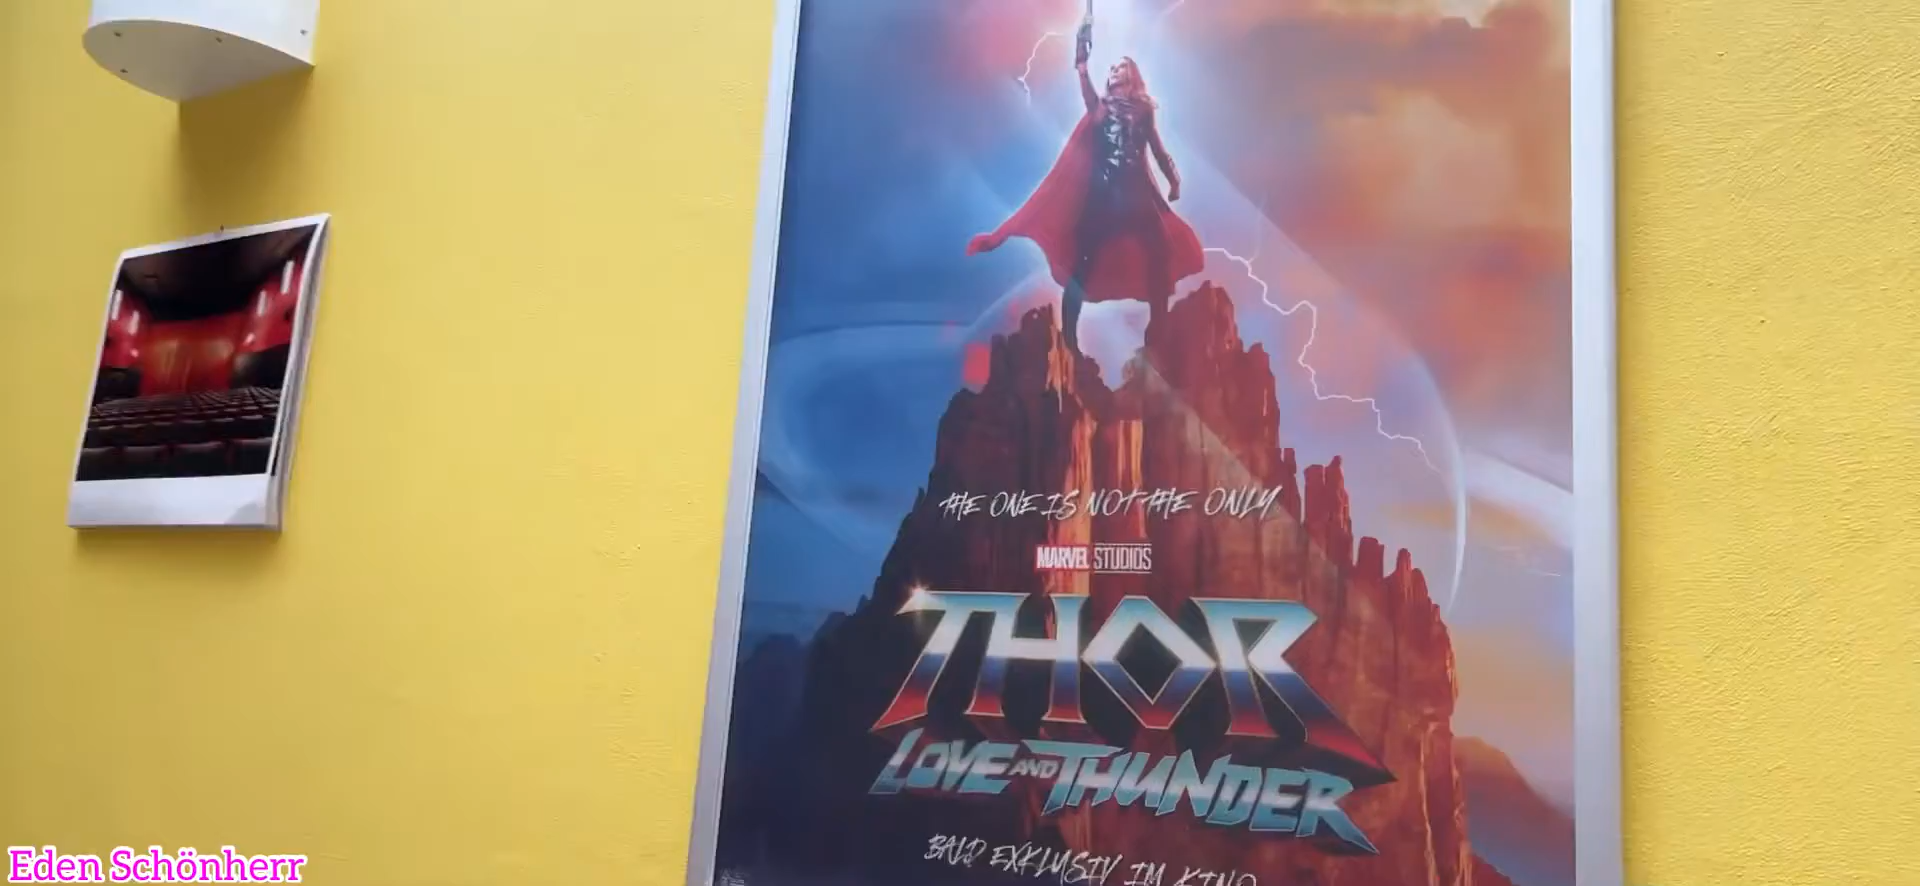 THE ONE IS NOT THE ONLY
MARVEL STUDIOS
THOR
LOVE AND THUNDER
BALD EXKLUSIV IM KINO
Eden Schönherr